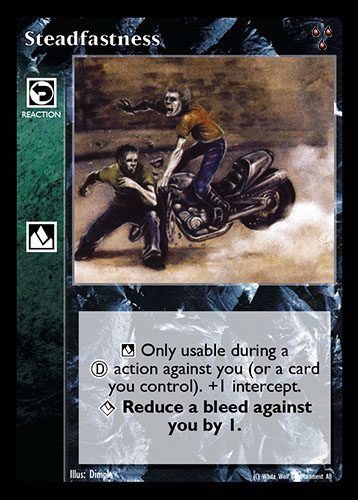 Steadfastness
REACTION
Only usable during a
D action against you (or a card
you control). +1 intercept.
Reduce a bleed against
you by 1.
Illus: Dimple
(C) White Wolf Entertainment AB